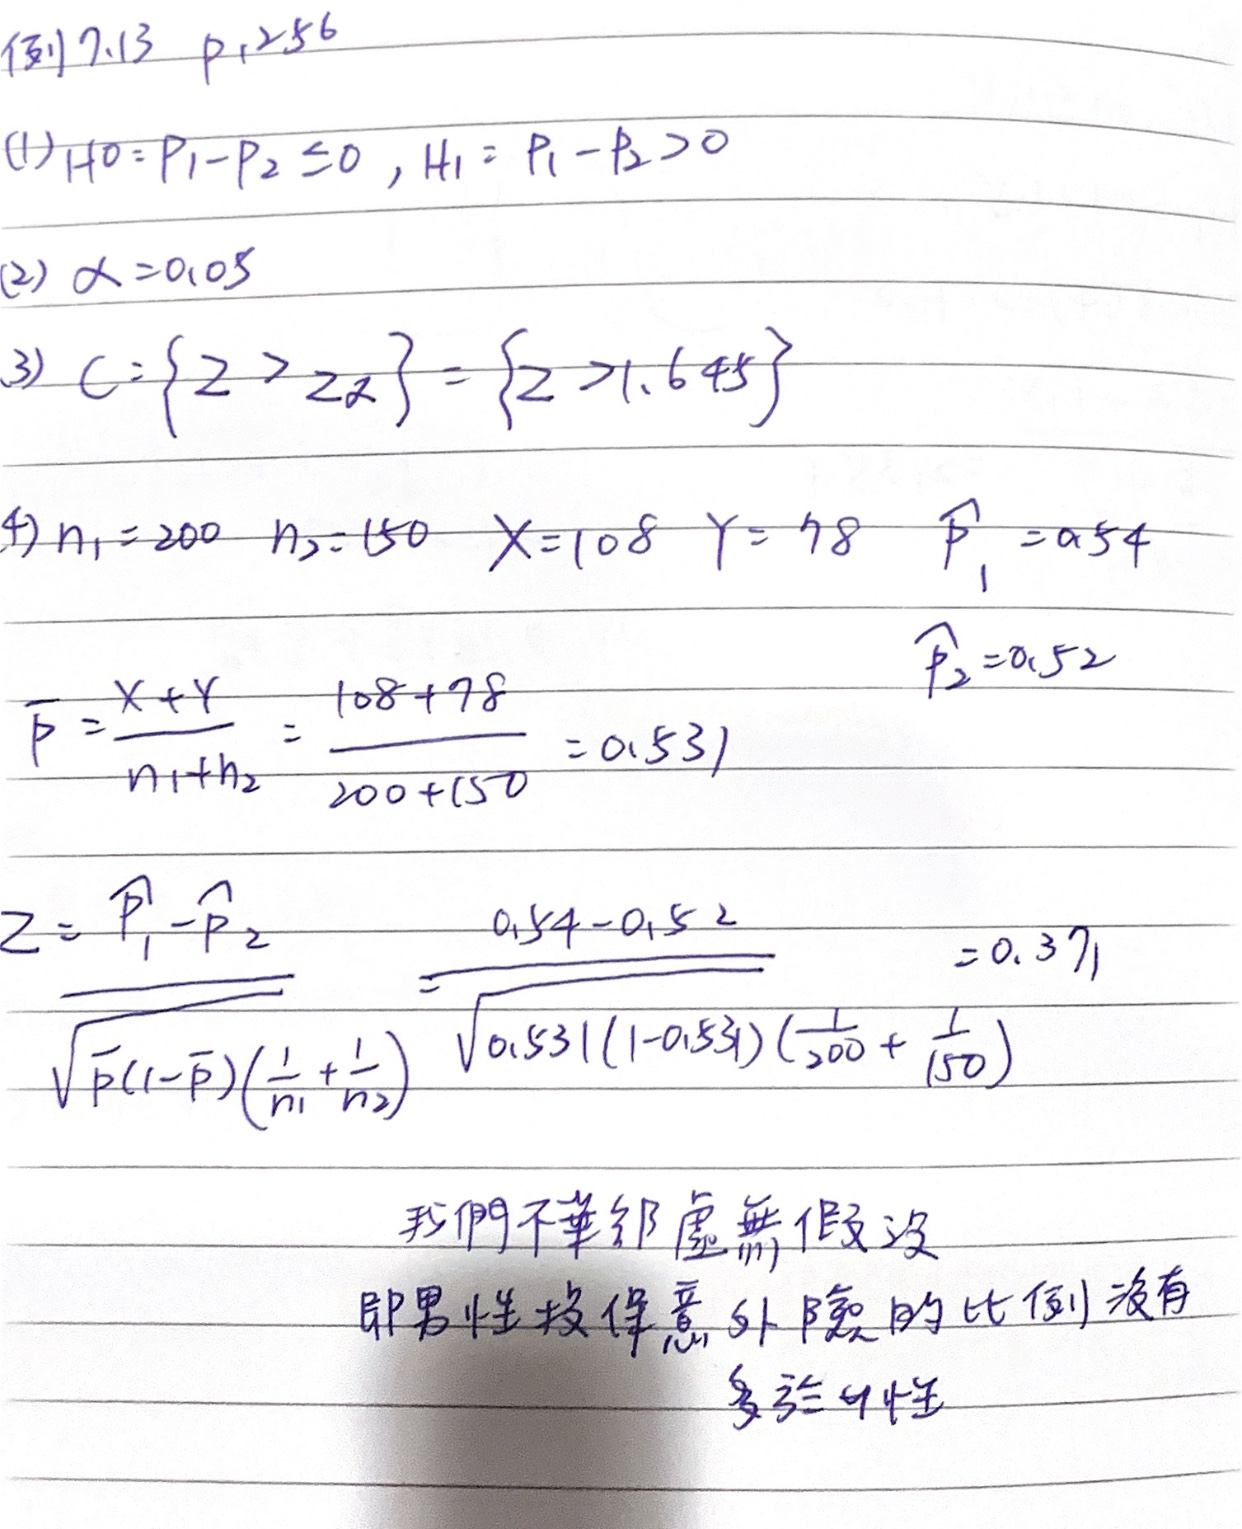 例7.13 P.256
(1) H0=P1-P2≤0, H1=P1-P2>0
(2) α=0.05
3) C={Z>Zα}={Z>1.645}
4) n1=200 n2=150 X=108 Y=78 p̂1=0.54
p̂2=0.52
p̄=(X+Y)/(n1+n2)=(108+78)/(200+150)=0.531
Z=(p̂1-p̂2)/√(p̄(1-p̄)(1/n1+1/n2))=(0.54-0.52)/√(0.531(1-0.531)(1/200+1/150))=0.371
我們不棄卻虛無假設
即男性投保意外險的比例沒有
多於女性